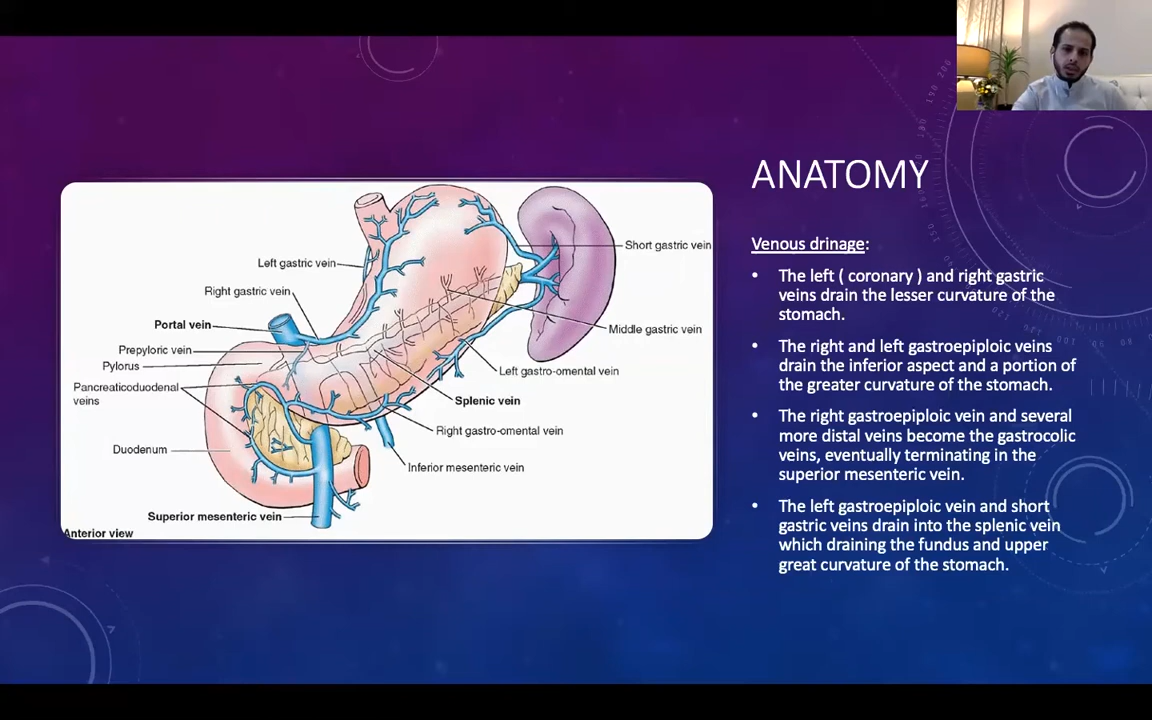 ANATOMY
Venous drinage:
• The left ( coronary ) and right gastric
veins drain the lesser curvature of the
stomach.
• The right and left gastroepiploic veins
drain the inferior aspect and a portion of
the greater curvature of the stomach.
• The right gastroepiploic vein and several
more distal veins become the gastrocolic
veins, eventually terminating in the
superior mesenteric vein.
• The left gastroepiploic vein and short
gastric veins drain into the splenic vein
which draining the fundus and upper
great curvature of the stomach.
Short gastric vein
Left gastric vein
Right gastric vein
Portal vein
Middle gastric vein
Prepyloric vein
Pylorus
Left gastro-omental vein
Pancreaticoduodenal
veins
Splenic vein
Right gastro-omental vein
Duodenum
Inferior mesenteric vein
Superior mesenteric vein
Anterior view
190 200